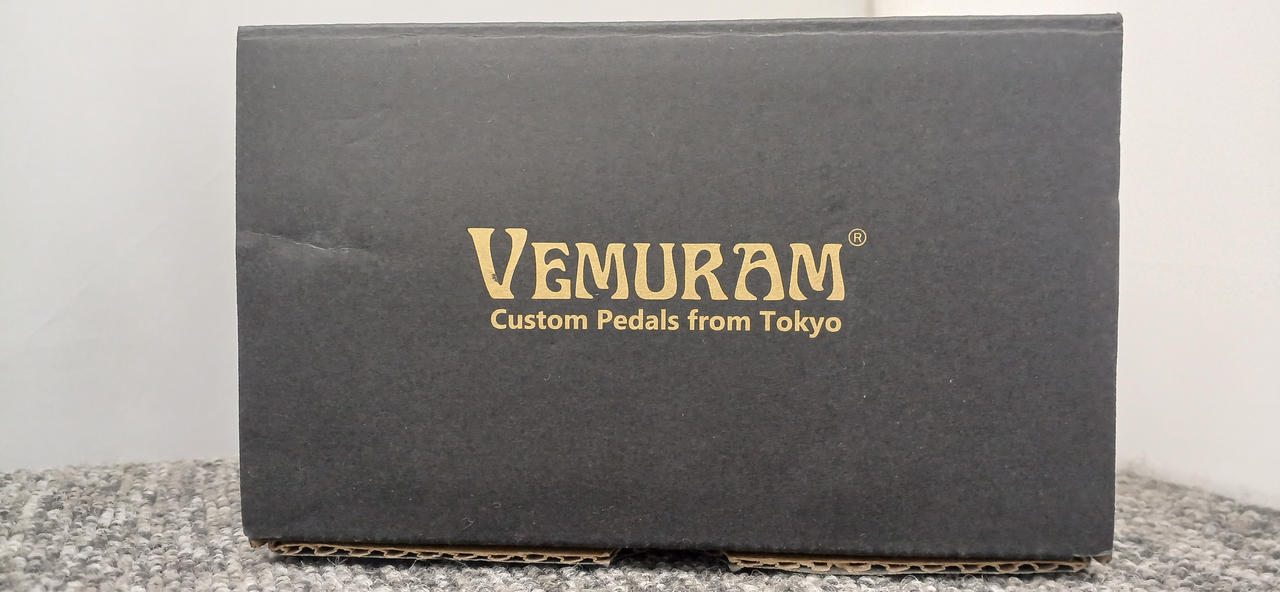 VEMURAM®
Custom Pedals from Tokyo